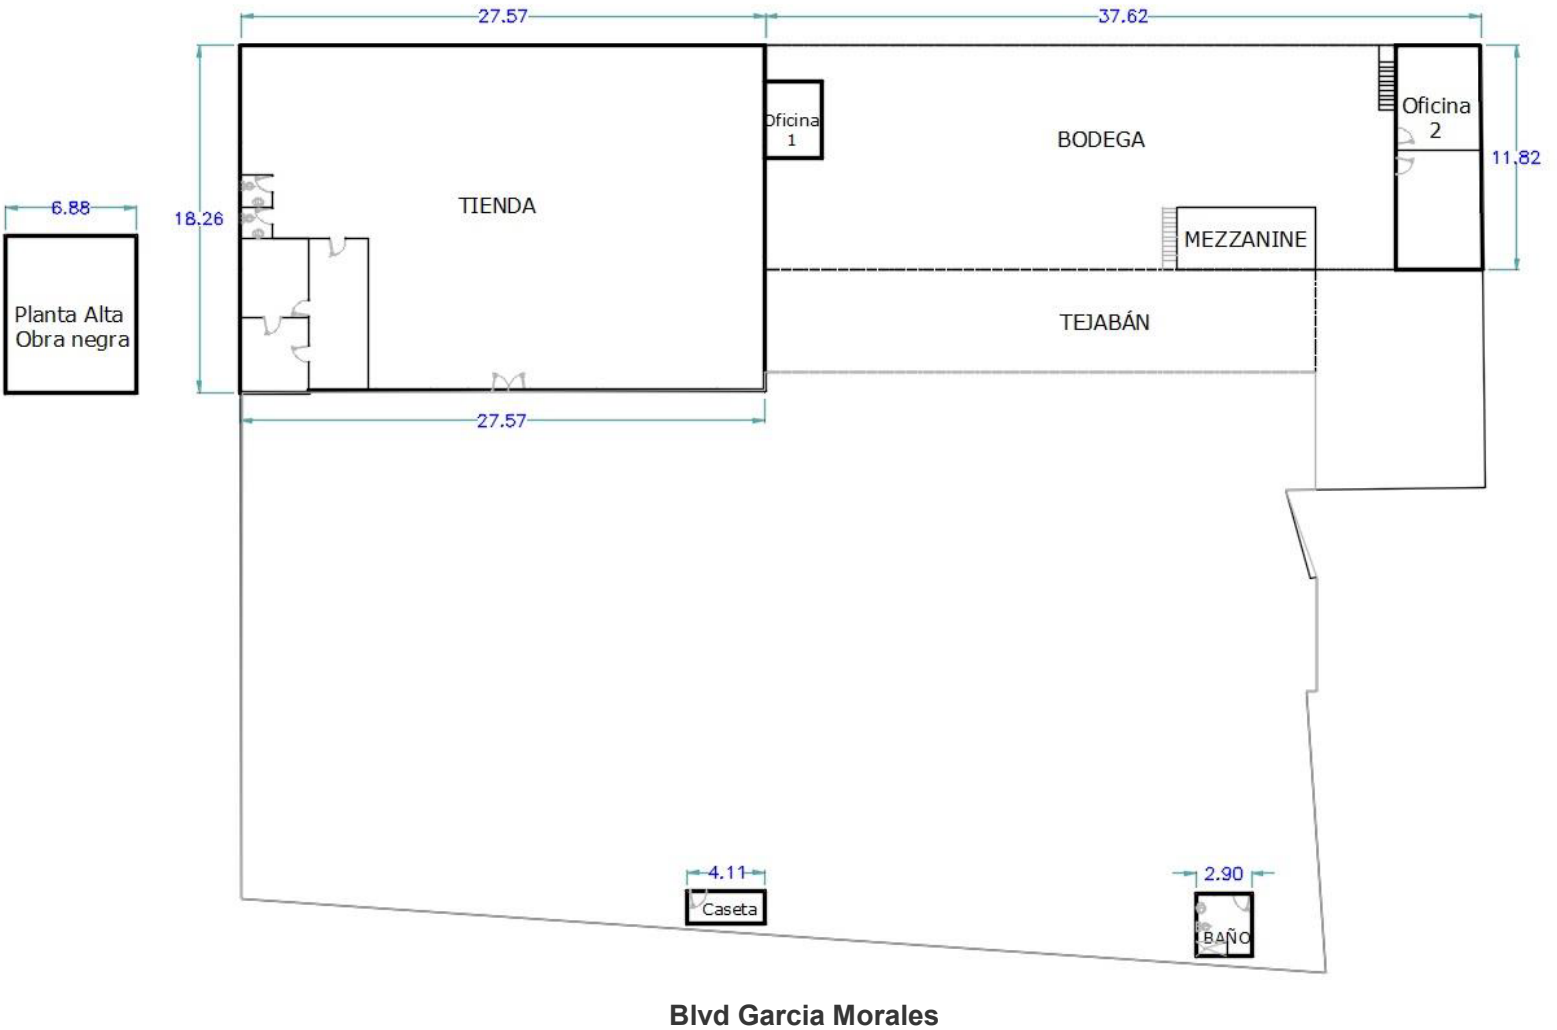 27.57
37.62
Oficina
1
BODEGA
Oficina
2
11.82
TIENDA
18.26
6.88
MEZZANINE
Planta Alta
Obra negra
TEJABÁN
27.57
4.11
2.90
Caseta
BAÑO
Blvd Garcia Morales